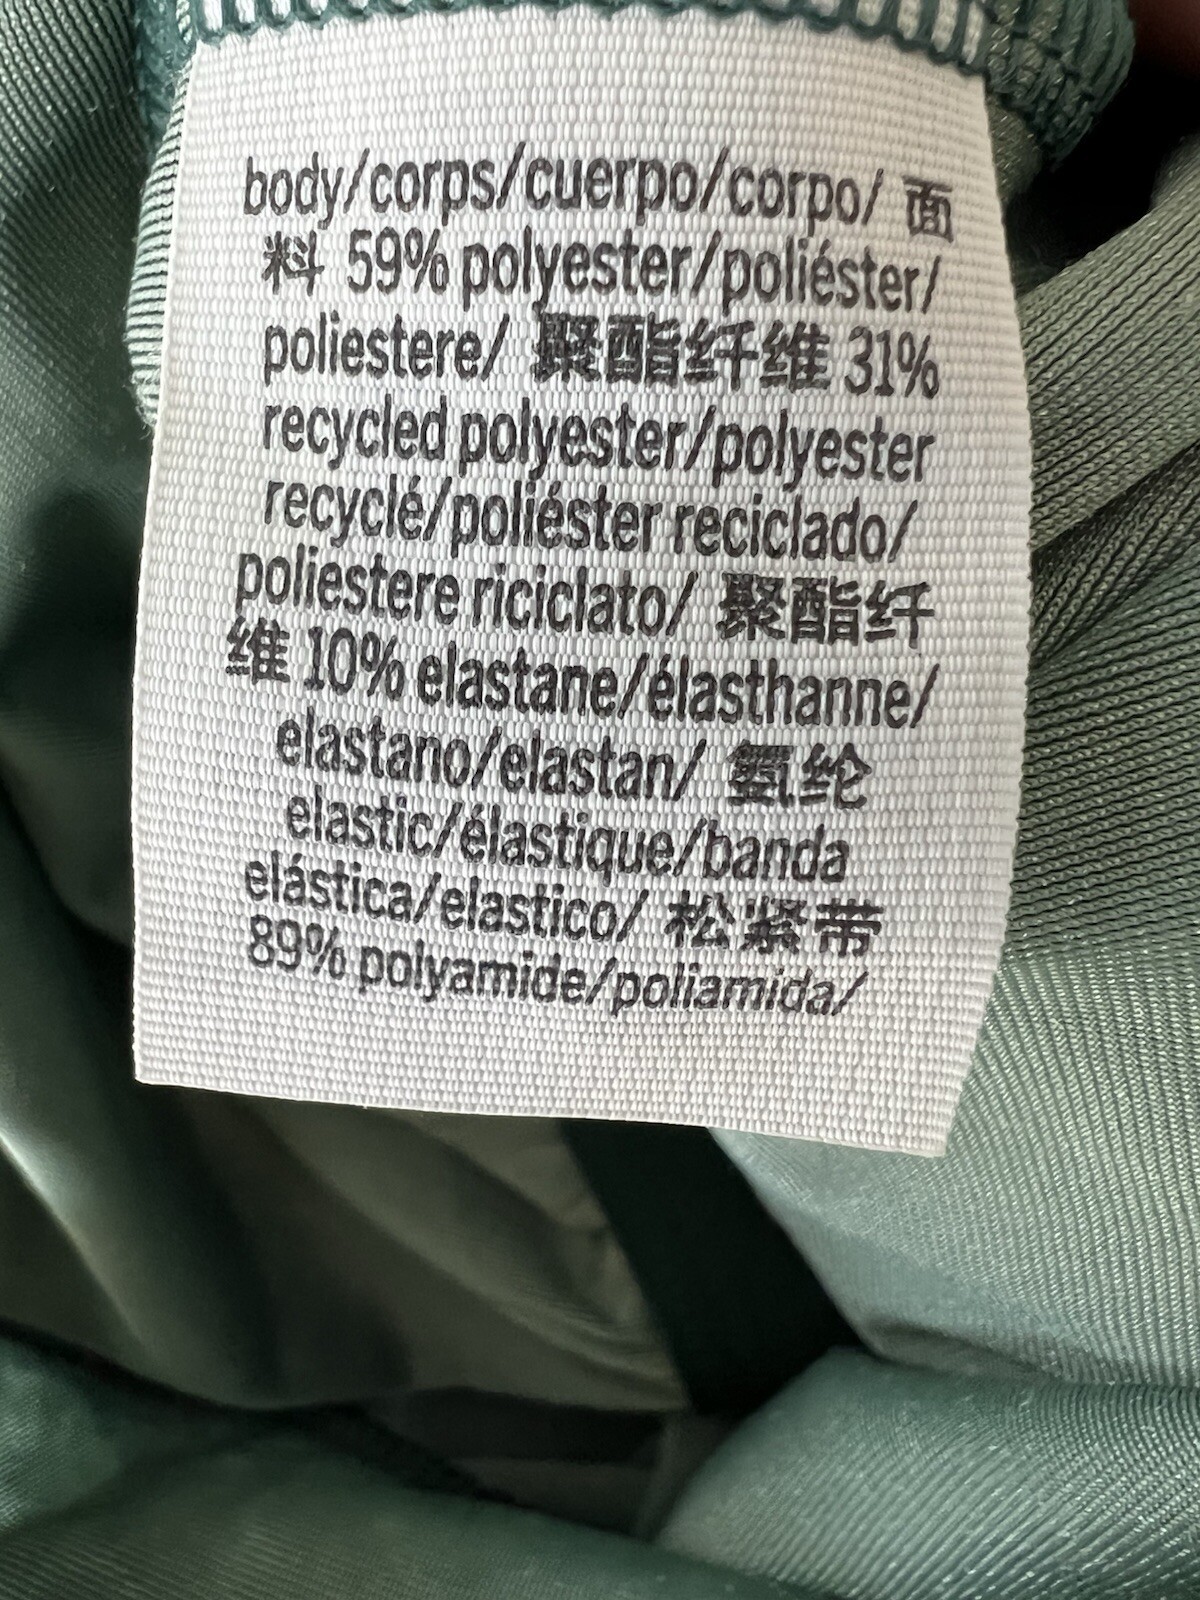 body/corps/cuerpo/corpo/ 面
料 59% polyester/poliéster/
poliestere/ 聚酯纤维 31%
recycled polyester/polyester
recyclé/poliéster reciclado/
poliestere riciclato/ 聚酯纤
维 10% elastane/élasthanne/
elastano/elastan/ 氨纶
elastic/élastique/banda
elástica/elastico/ 松紧带
89% polyamide/poliamida/